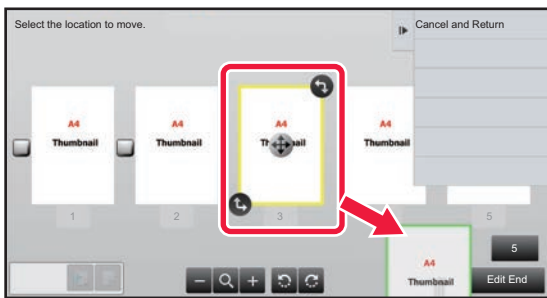 Select the location to move.
Cancel and Return
A4
Thumbnail
A4
Thumbnail
A4
A4
Thumbnail
1
2
3
5
5
A4
Thumbnail
Edit End